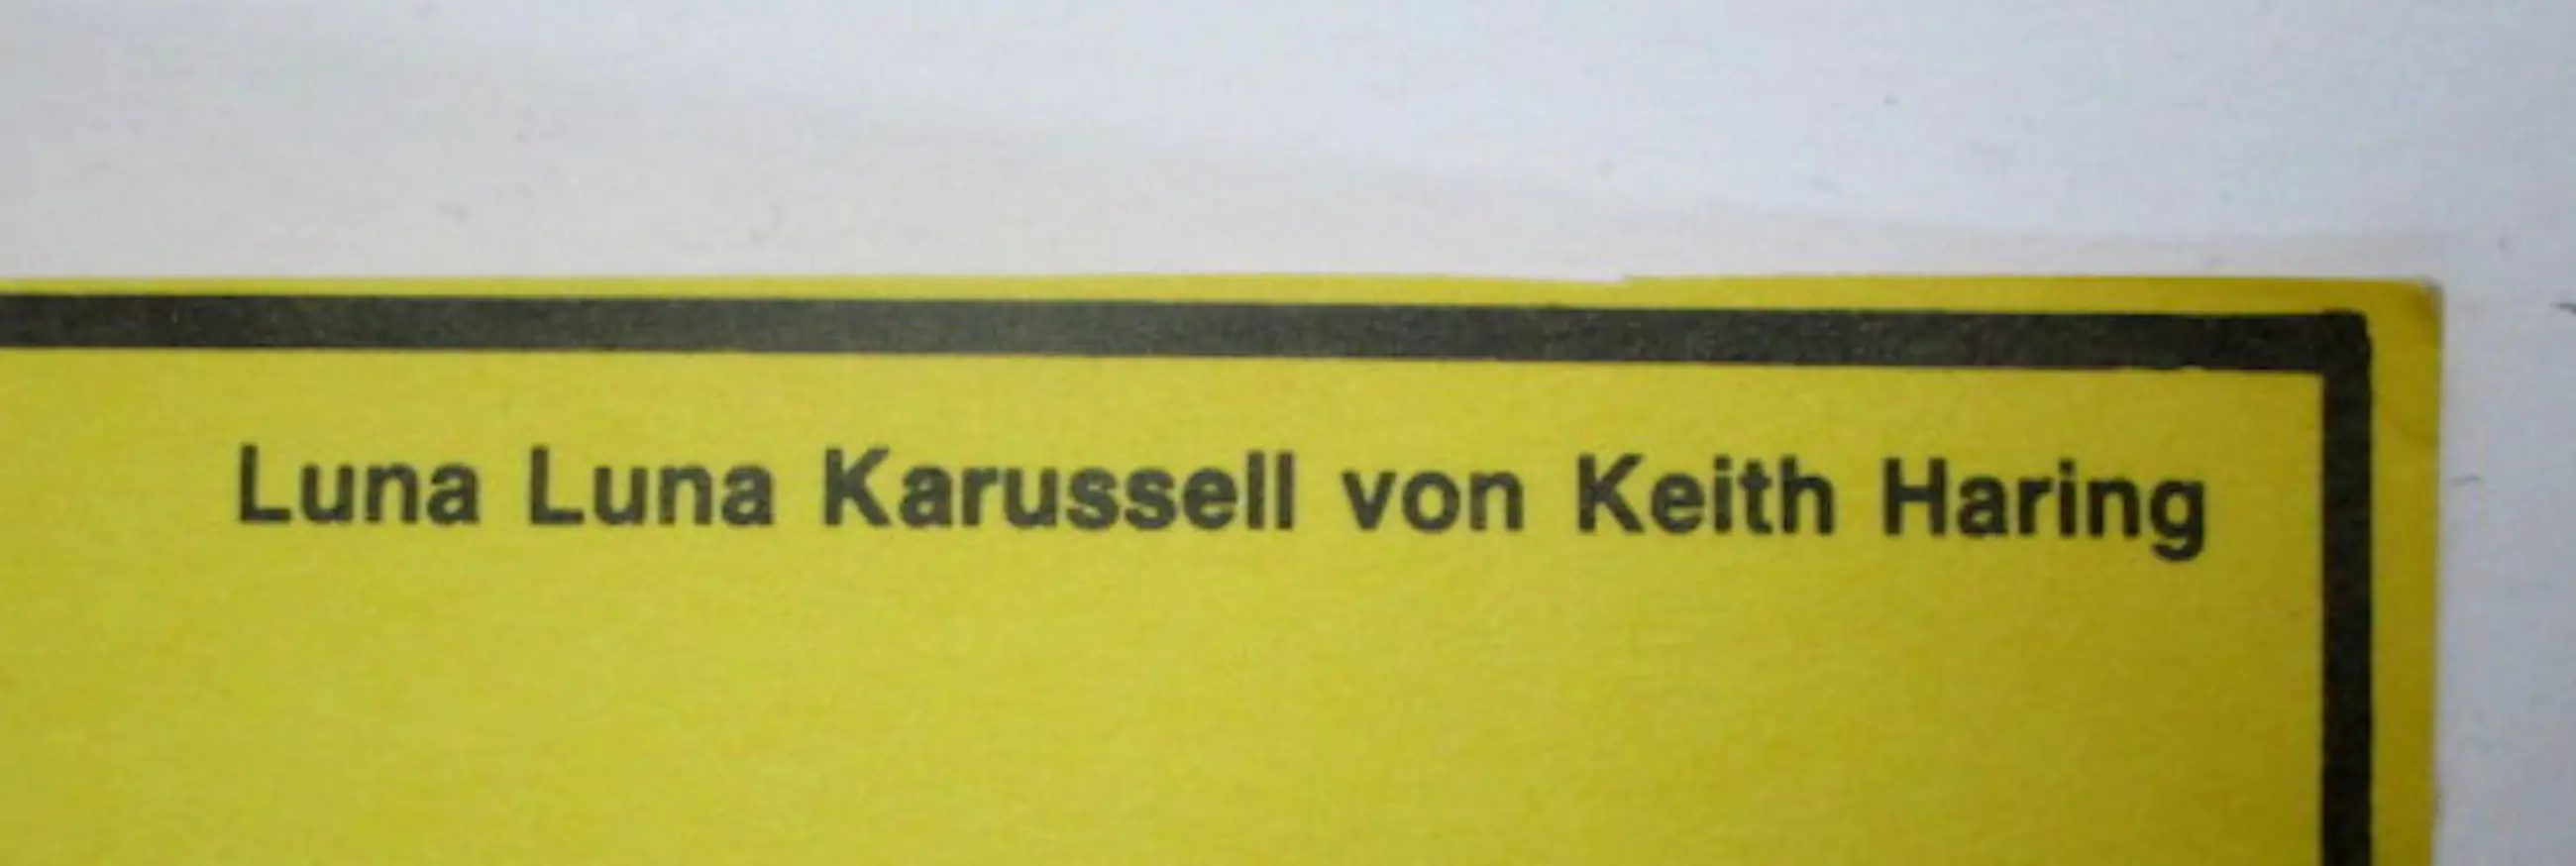 Luna Luna Karussell von Keith Haring